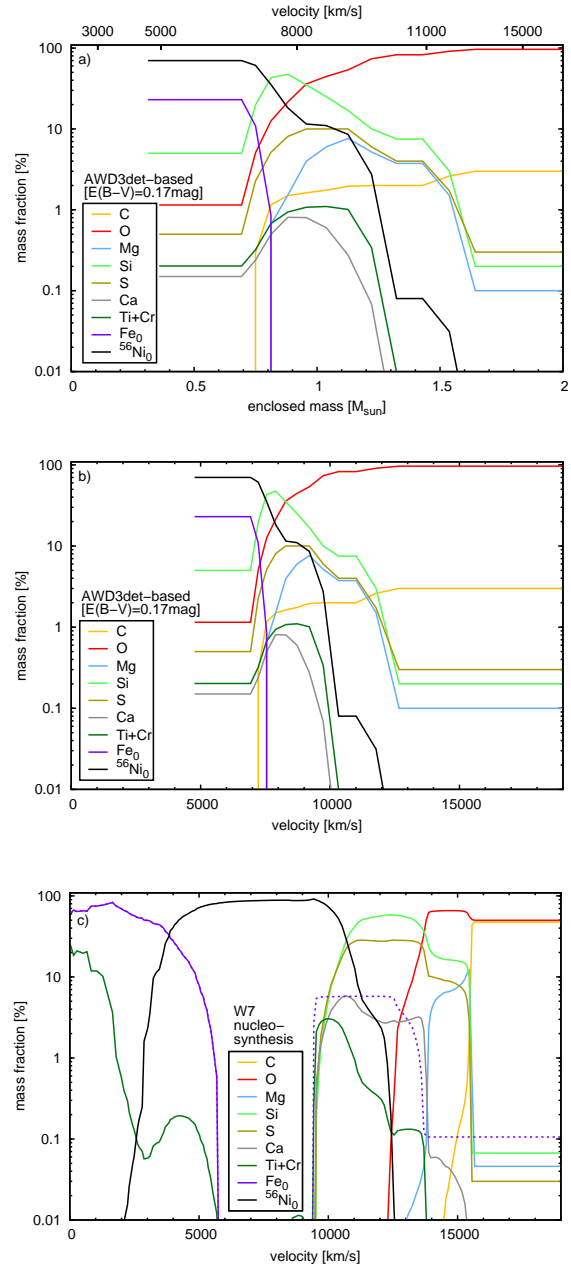 velocity [km/s]
3000 5000 8000 11000 15000
a)
100
10
1
0.1
0.01
mass fraction [%]
AWD3det−based
[E(B−V)=0.17mag]
C
O
Mg
Si
S
Ca
Ti+Cr
Fe0
56Ni0
0 0.5 1 1.5 2
enclosed mass [Msun]
b)
100
10
1
0.1
0.01
mass fraction [%]
AWD3det−based
[E(B−V)=0.17mag]
C
O
Mg
Si
S
Ca
Ti+Cr
Fe0
56Ni0
0 5000 10000 15000
velocity [km/s]
c)
100
10
1
0.1
0.01
mass fraction [%]
W7
nucleo−
synthesis
C
O
Mg
Si
S
Ca
Ti+Cr
Fe0
56Ni0
0 5000 10000 15000
velocity [km/s]